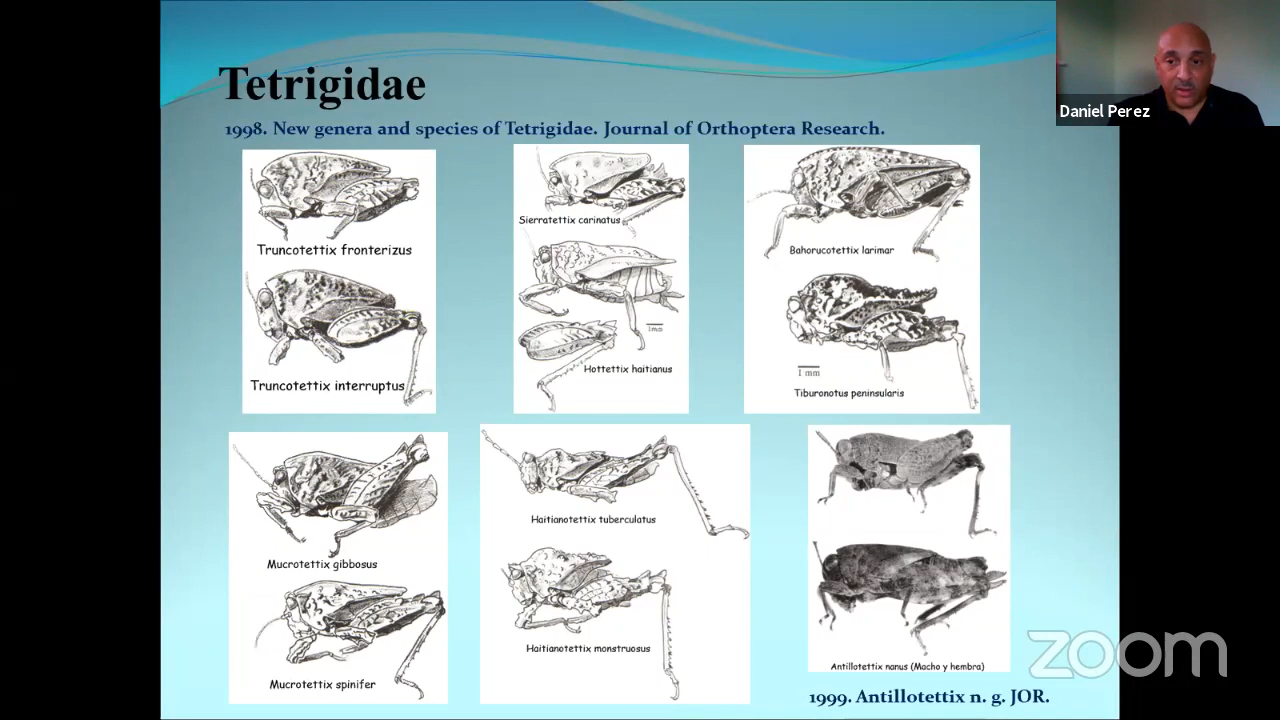 Tetrigidae
Daniel Perez
1998. New genera and species of Tetrigidae. Journal of Orthoptera Research.
Truncotettix fronterizus
Truncotettix interruptus
Sierratettix carinatus
1mm
Hottettix haitianus
Bahorucotettix larimar
1 mm
Tiburonotus peninsularis
Mucrotettix gibbosus
Mucrotettix spinifer
Haitianotettix tuberculatus
Haitianotettix monstruosus
Antillotettix nanus (Macho y hembra)
1999. Antillotettix n. g. JOR.
zoom